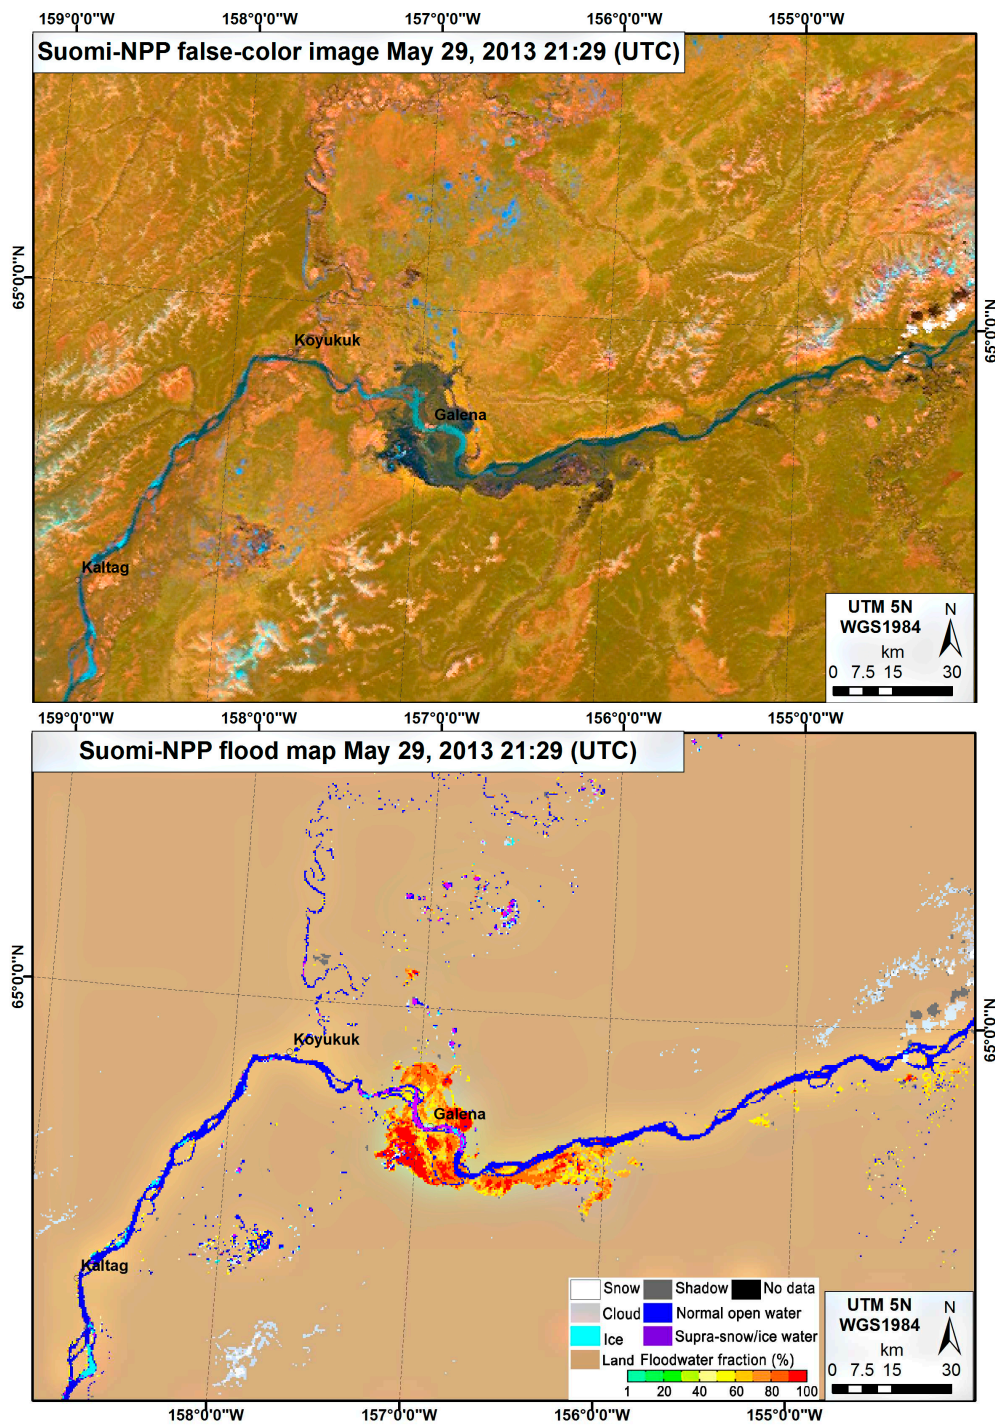 159°0'0"W 158°0'0"W 157°0'0"W 156°0'0"W 155°0'0"W
Suomi-NPP false-color image May 29, 2013 21:29 (UTC)
65°0'0"N
65°0'0"N
Koyukuk
Galena
Kaltag
UTM 5N
WGS1984
N
km
0 7.5 15 30
159°0'0"W 158°0'0"W 157°0'0"W 156°0'0"W 155°0'0"W
Suomi-NPP flood map May 29, 2013 21:29 (UTC)
65°0'0"N
65°0'0"N
Koyukuk
Galena
Kaltag
Snow Shadow No data
Cloud Normal open water
Ice Supra-snow/ice water
Land Floodwater fraction (%)
1 20 40 60 80 100
UTM 5N
WGS1984
N
km
0 7.5 15 30
158°0'0"W 157°0'0"W 156°0'0"W 155°0'0"W